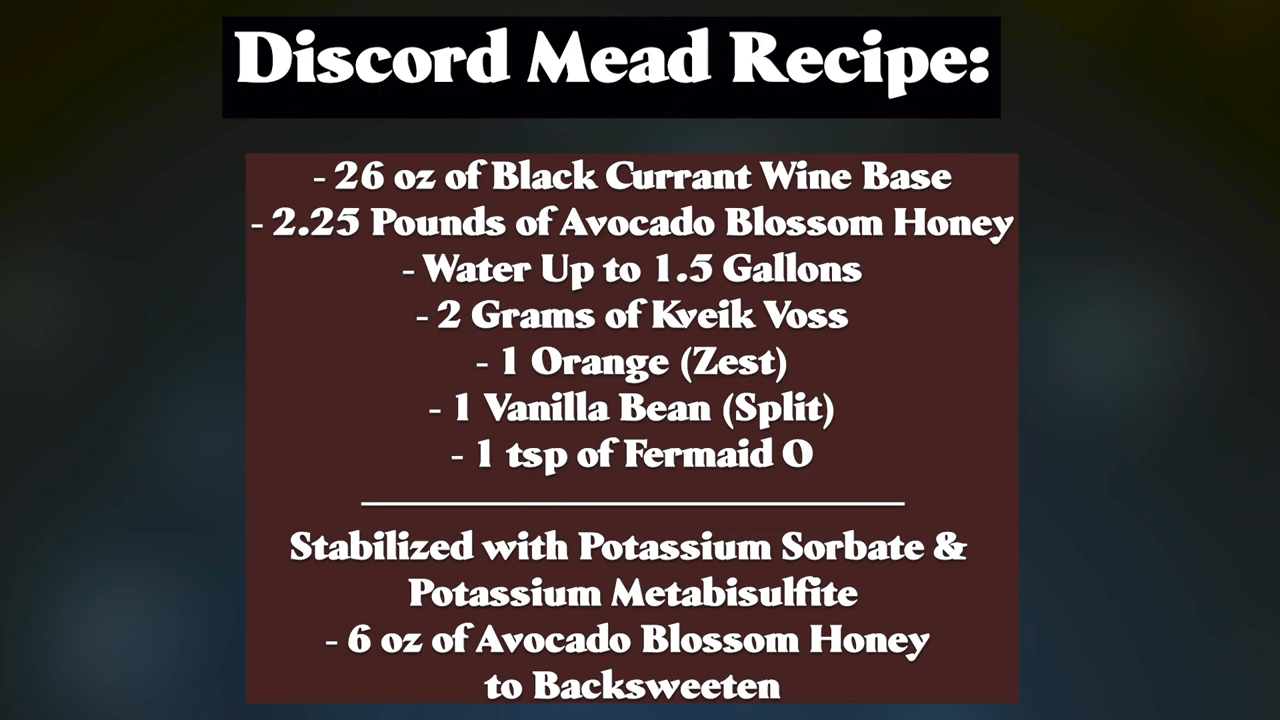 Discord Mead Recipe:
- 26 oz of Black Currant Wine Base
- 2.25 Pounds of Avocado Blossom Honey
- Water Up to 1.5 Gallons
- 2 Grams of Kveik Voss
- 1 Orange (Zest)
- 1 Vanilla Bean (Split)
- 1 tsp of Fermaid O
Stabilized with Potassium Sorbate &
Potassium Metabisulfite
- 6 oz of Avocado Blossom Honey
to Backsweeten